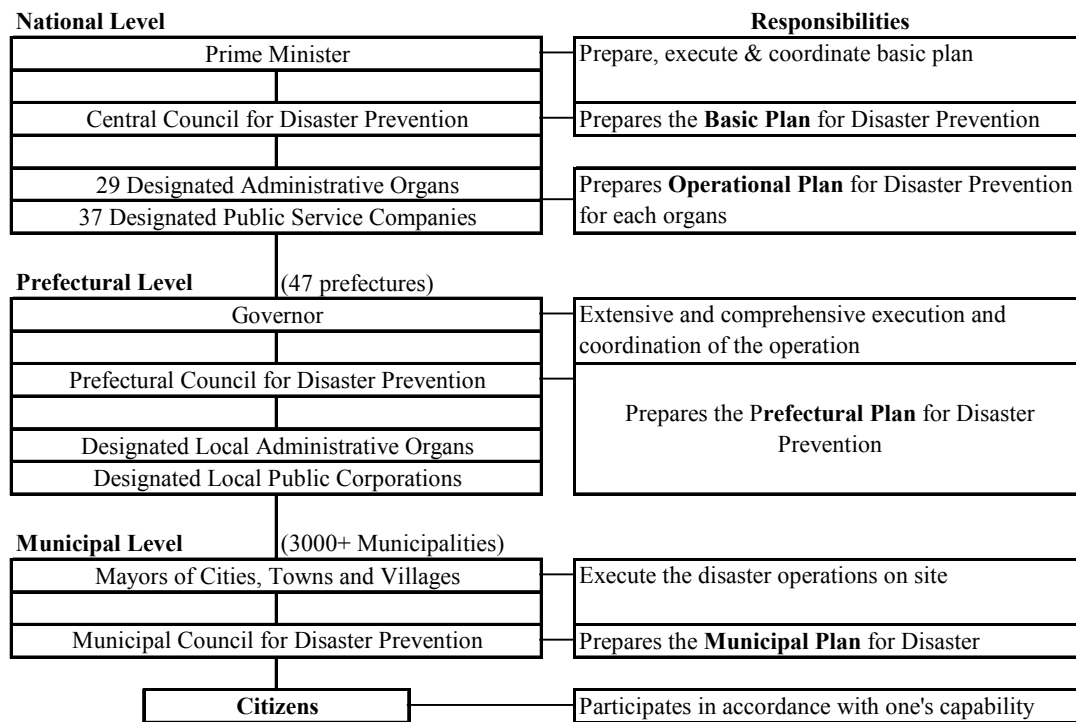 National Level
Responsibilities
Prime Minister
Prepare, execute & coordinate basic plan
Central Council for Disaster Prevention
Prepares the Basic Plan for Disaster Prevention
29 Designated Administrative Organs
37 Designated Public Service Companies
Prepares Operational Plan for Disaster Prevention
for each organs
Prefectural Level
(47 prefectures)
Governor
Extensive and comprehensive execution and
coordination of the operation
Prefectural Council for Disaster Prevention
Prepares the Prefectural Plan for Disaster
Prevention
Designated Local Administrative Organs
Designated Local Public Corporations
Municipal Level
(3000+ Municipalities)
Mayors of Cities, Towns and Villages
Execute the disaster operations on site
Municipal Council for Disaster Prevention
Prepares the Municipal Plan for Disaster
Citizens
Participates in accordance with one's capability